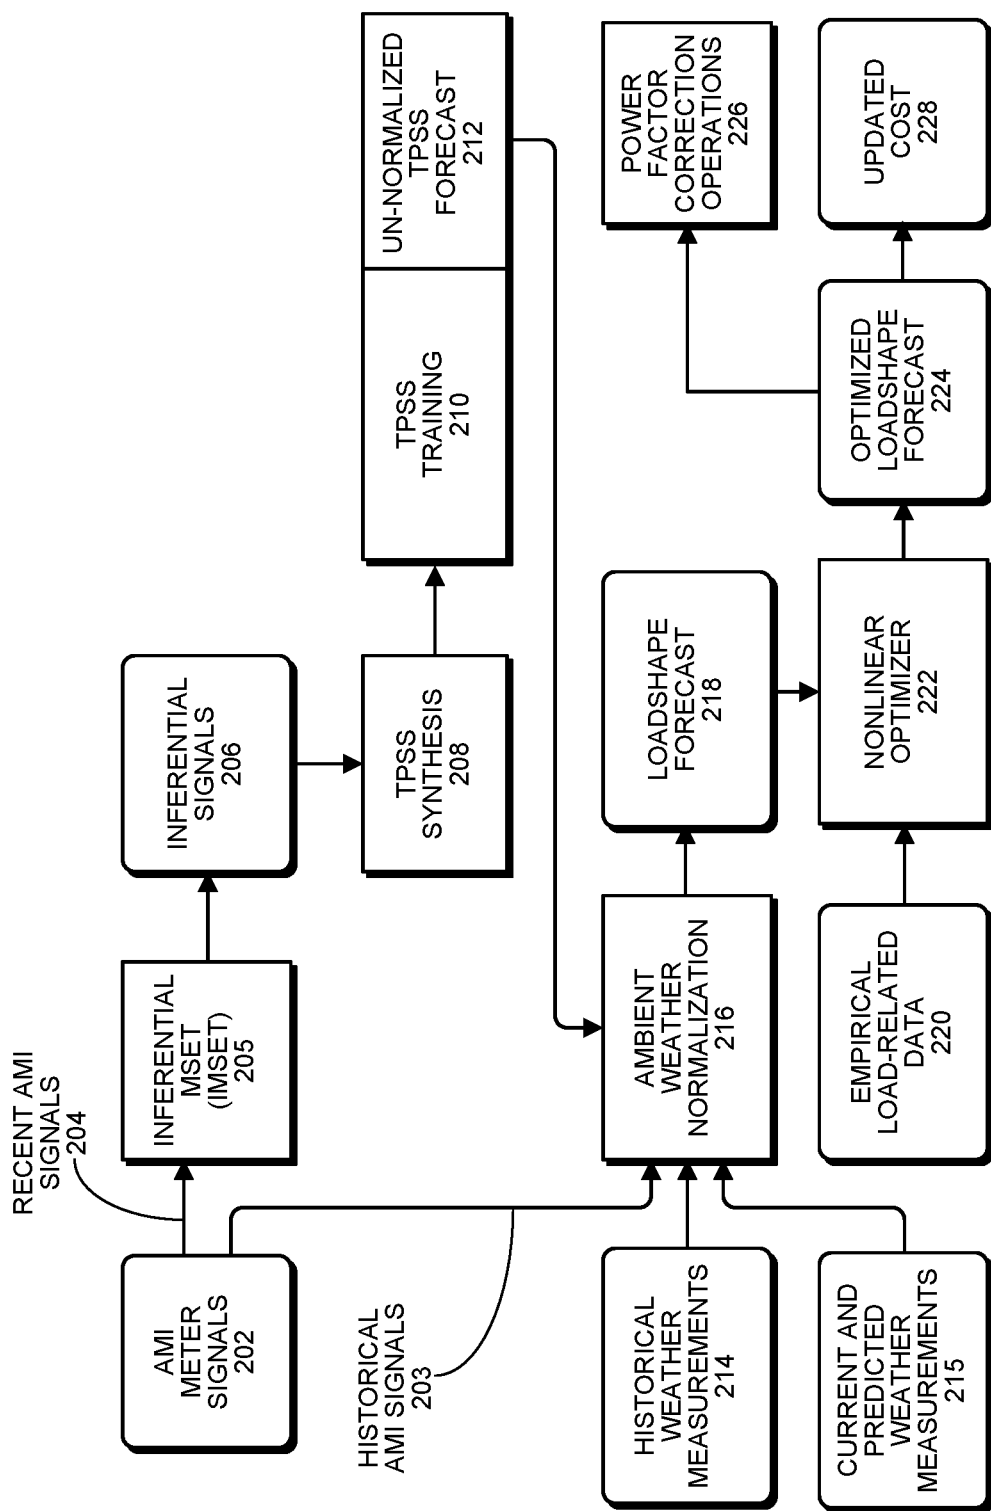 RECENT AMI
SIGNALS
204
AMI
METER
SIGNALS
202
INFERENTIAL
MSET
(IMSET)
205
INFERENTIAL
SIGNALS
206
HISTORICAL
AMI SIGNALS
203
TPSS
SYNTHESIS
208
TPSS
TRAINING
210
UN-NORMALIZED
TPSS
FORECAST
212
HISTORICAL
WEATHER
MEASUREMENTS
214
AMBIENT
WEATHER
NORMALIZATION
216
LOADSHAPE
FORECAST
218
POWER
FACTOR
CORRECTION
OPERATIONS
226
CURRENT AND
PREDICTED
WEATHER
MEASUREMENTS
215
EMPIRICAL
LOAD-RELATED
DATA
220
NONLINEAR
OPTIMIZER
222
OPTIMIZED
LOADSHAPE
FORECAST
224
UPDATED
COST
228